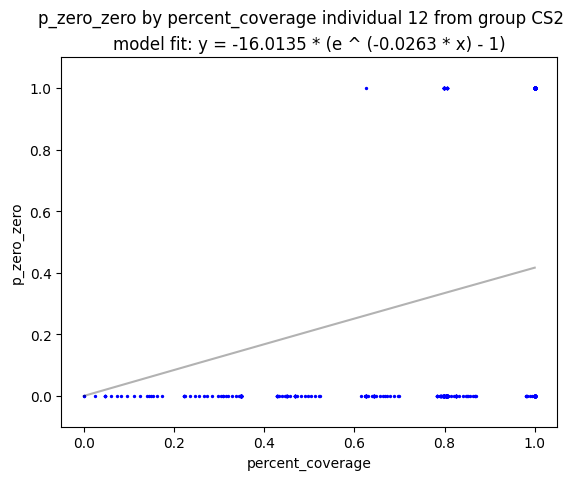 p_zero_zero by percent_coverage individual 12 from group CS2
model fit: y = -16.0135 * (e ^ (-0.0263 * x) - 1)
1.0
0.8
0.6
0.4
0.2
0.0
p_zero_zero
0.0 0.2 0.4 0.6 0.8 1.0
percent_coverage